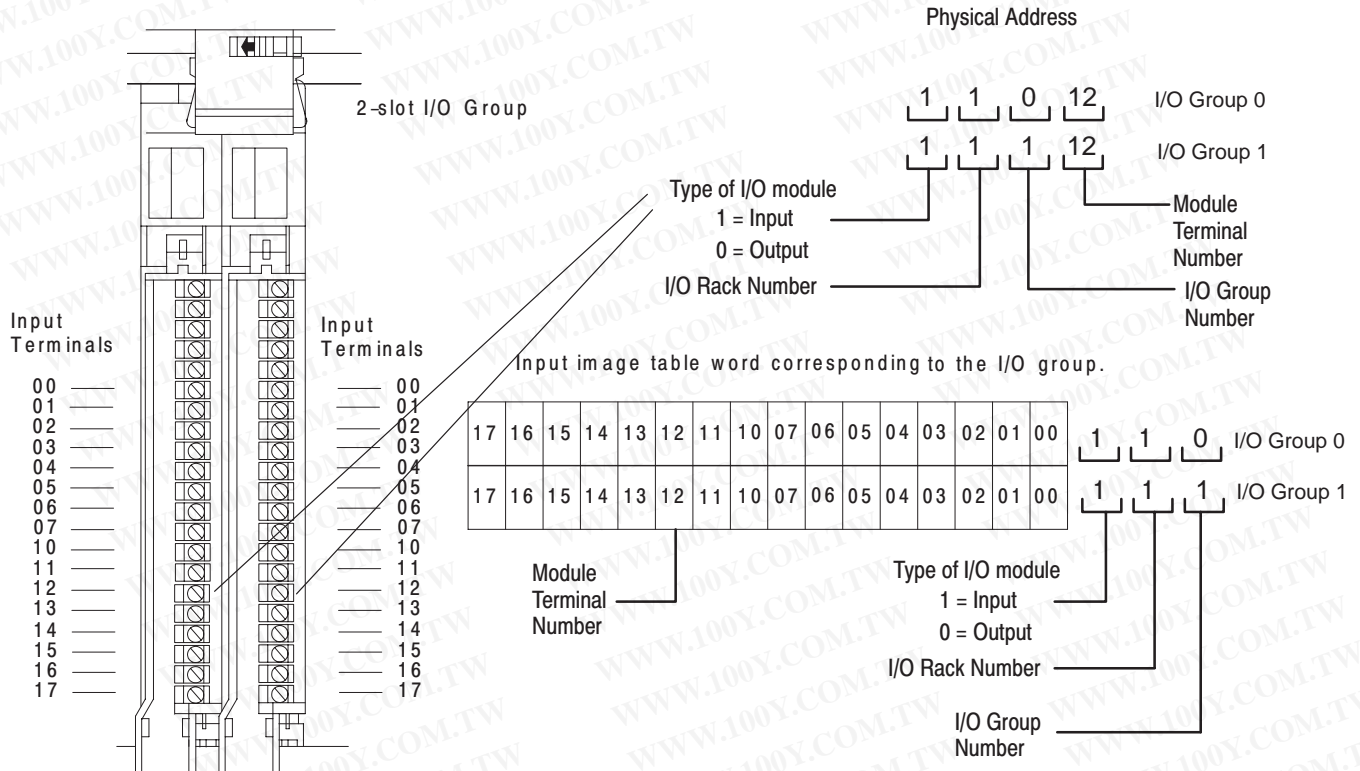 Physical Address
2-slot I/O Group
1 1 0 12 I/O Group 0
1 1 1 12 I/O Group 1
Type of I/O module
1 = Input
0 = Output
I/O Rack Number
Module
Terminal
Number
I/O Group
Number
Input
Terminals
00
01
02
03
04
05
06
07
10
11
12
13
14
15
16
17
Input
Terminals
00
01
02
03
04
05
06
07
10
11
12
13
14
15
16
17
Input image table word corresponding to the I/O group.
17 16 15 14 13 12 11 10 07 06 05 04 03 02 01 00 1 1 0 I/O Group 0
17 16 15 14 13 12 11 10 07 06 05 04 03 02 01 00 1 1 1 I/O Group 1
Module
Terminal
Number
Type of I/O module
1 = Input
0 = Output
I/O Rack Number
I/O Group
Number
WWW.100Y.COM.TW